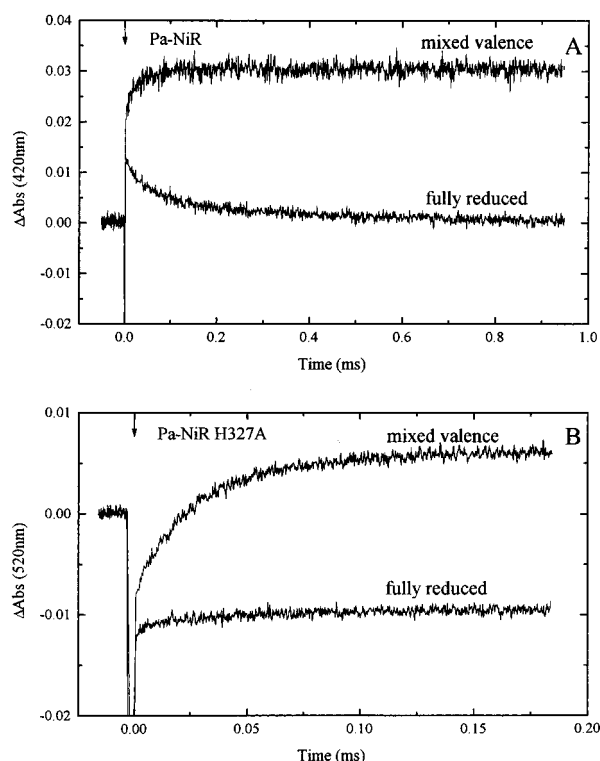 Pa-NiR
mixed valence
A
fully reduced
ΔAbs (420nm)
0.04
0.03
0.02
0.01
0.00
-0.01
-0.02
0.0 0.2 0.4 0.6 0.8 1.0
Time (ms)
Pa-NiR H327A
mixed valence
B
fully reduced
ΔAbs (520nm)
0.01
0.00
-0.01
-0.02
0.00 0.05 0.10 0.15 0.20
Time (ms)